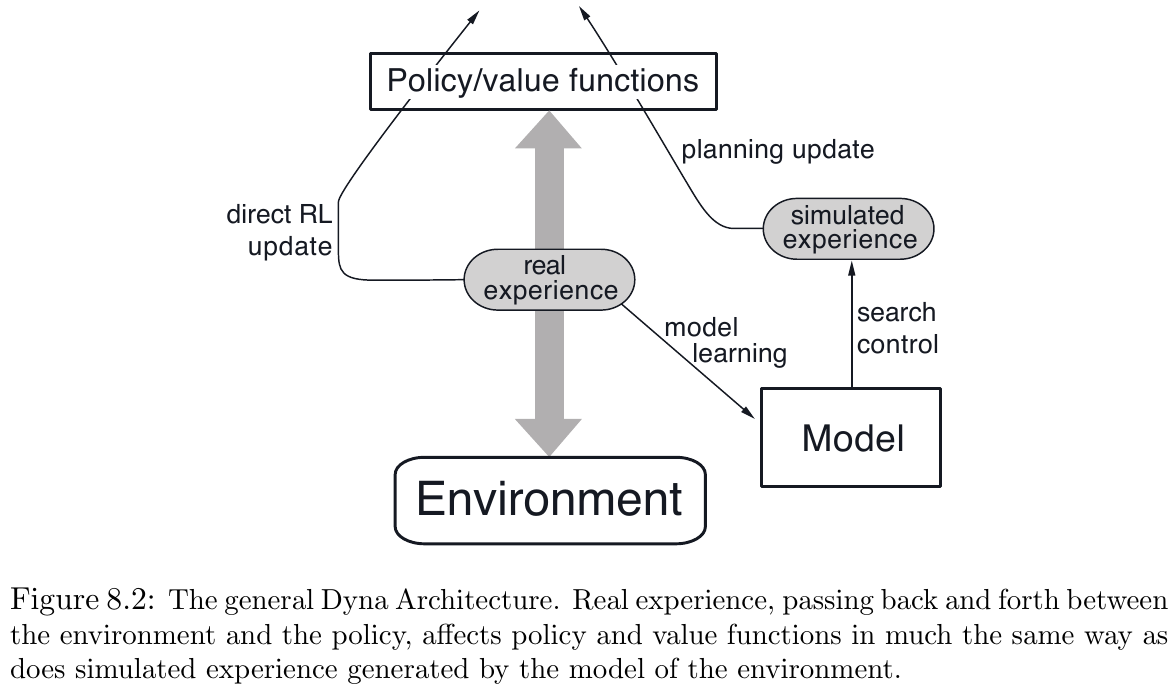 Policy/value functions
planning update
direct RL
update
simulated
experience
real
experience
model
learning
search
control
Model
Environment
Figure 8.2: The general Dyna Architecture. Real experience, passing back and forth between
the environment and the policy, affects policy and value functions in much the same way as
does simulated experience generated by the model of the environment.